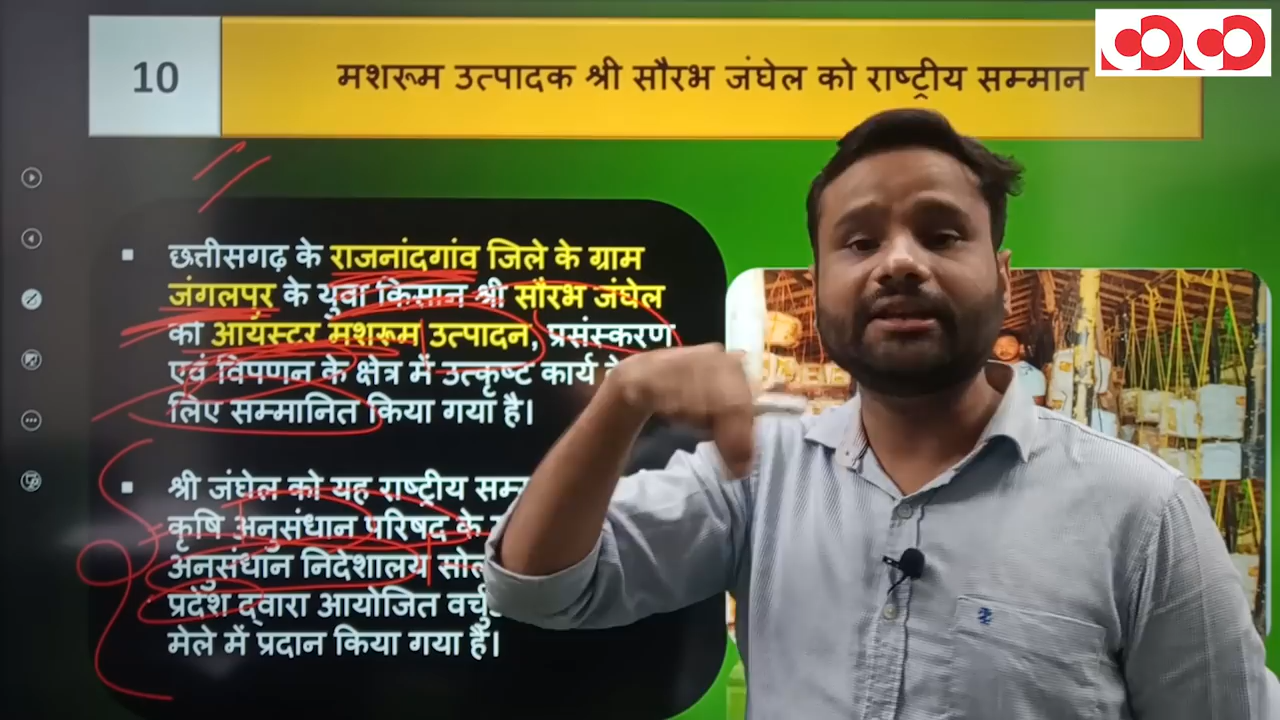 10
मशरूम उत्पादक श्री सौरभ जंघेल को राष्ट्रीय सम्मान
छत्तीसगढ़ के राजनांदगांव जिले के ग्राम
जंगलपुर के युवा किसान श्री सौरभ जंघेल
को आयस्टर मशरूम उत्पादन, प्रसंस्करण
एवं विपणन के क्षेत्र में उत्कृष्ट कार्य
लिए सम्मानित किया गया है।
श्री जंघेल को यह राष्ट्रीय
कृषि अनुसंधान परिषद के
अनुसंधान निदेशालय
प्रदेश द्वारा आयोजित
मेले में प्रदान किया गया है।